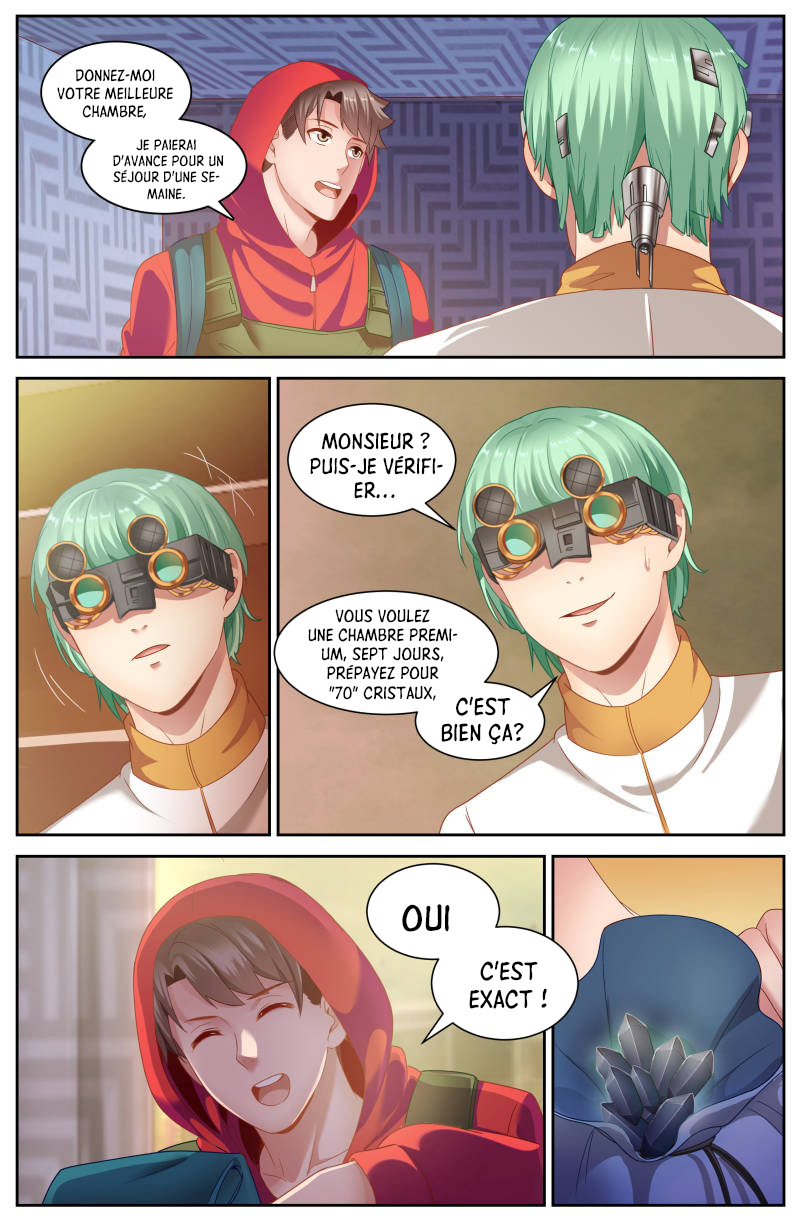 DONNEZ-MOI
VOTRE MEILLEURE
CHAMBRE,
JE PAIERAI
D'AVANCE POUR UN
SÉJOUR D'UNE SE-
MAINE.
MONSIEUR ?
PUIS-JE VÉRIFI-
ER...
VOUS VOULEZ
UNE CHAMBRE PREMI-
UM, SEPT JOURS,
PRÉPAYEZ POUR
"70" CRISTAUX,
C'EST
BIEN ÇA?
OUI
C'EST
EXACT !